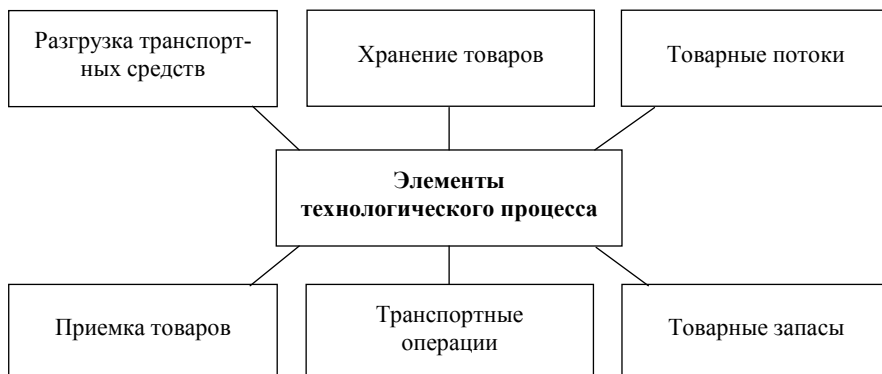 Разгрузка транспорт-
ных средств
Хранение товаров
Товарные потоки
Элементы
технологического процесса
Приемка товаров
Транспортные
операции
Товарные запасы